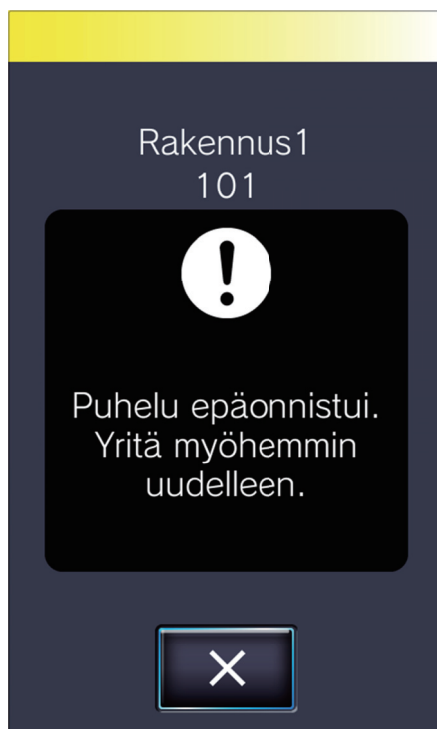 Rakennus1
101
Puhelu epäonnistui.
Yritä myöhemmin
uudelleen.